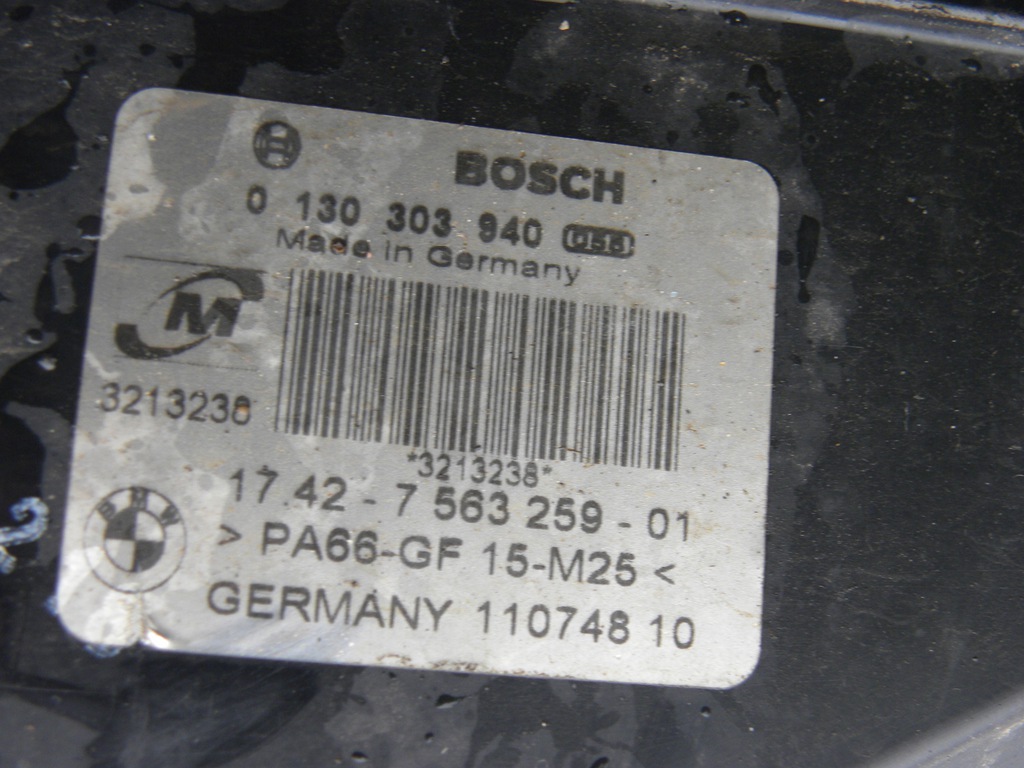 BOSCH
0 130 303 940
Made in Germany
M
3213238
*3213238*
17.42 - 7 563 259 - 01
BMW
> PA66-GF 15-M25 <
GERMANY 110748 10